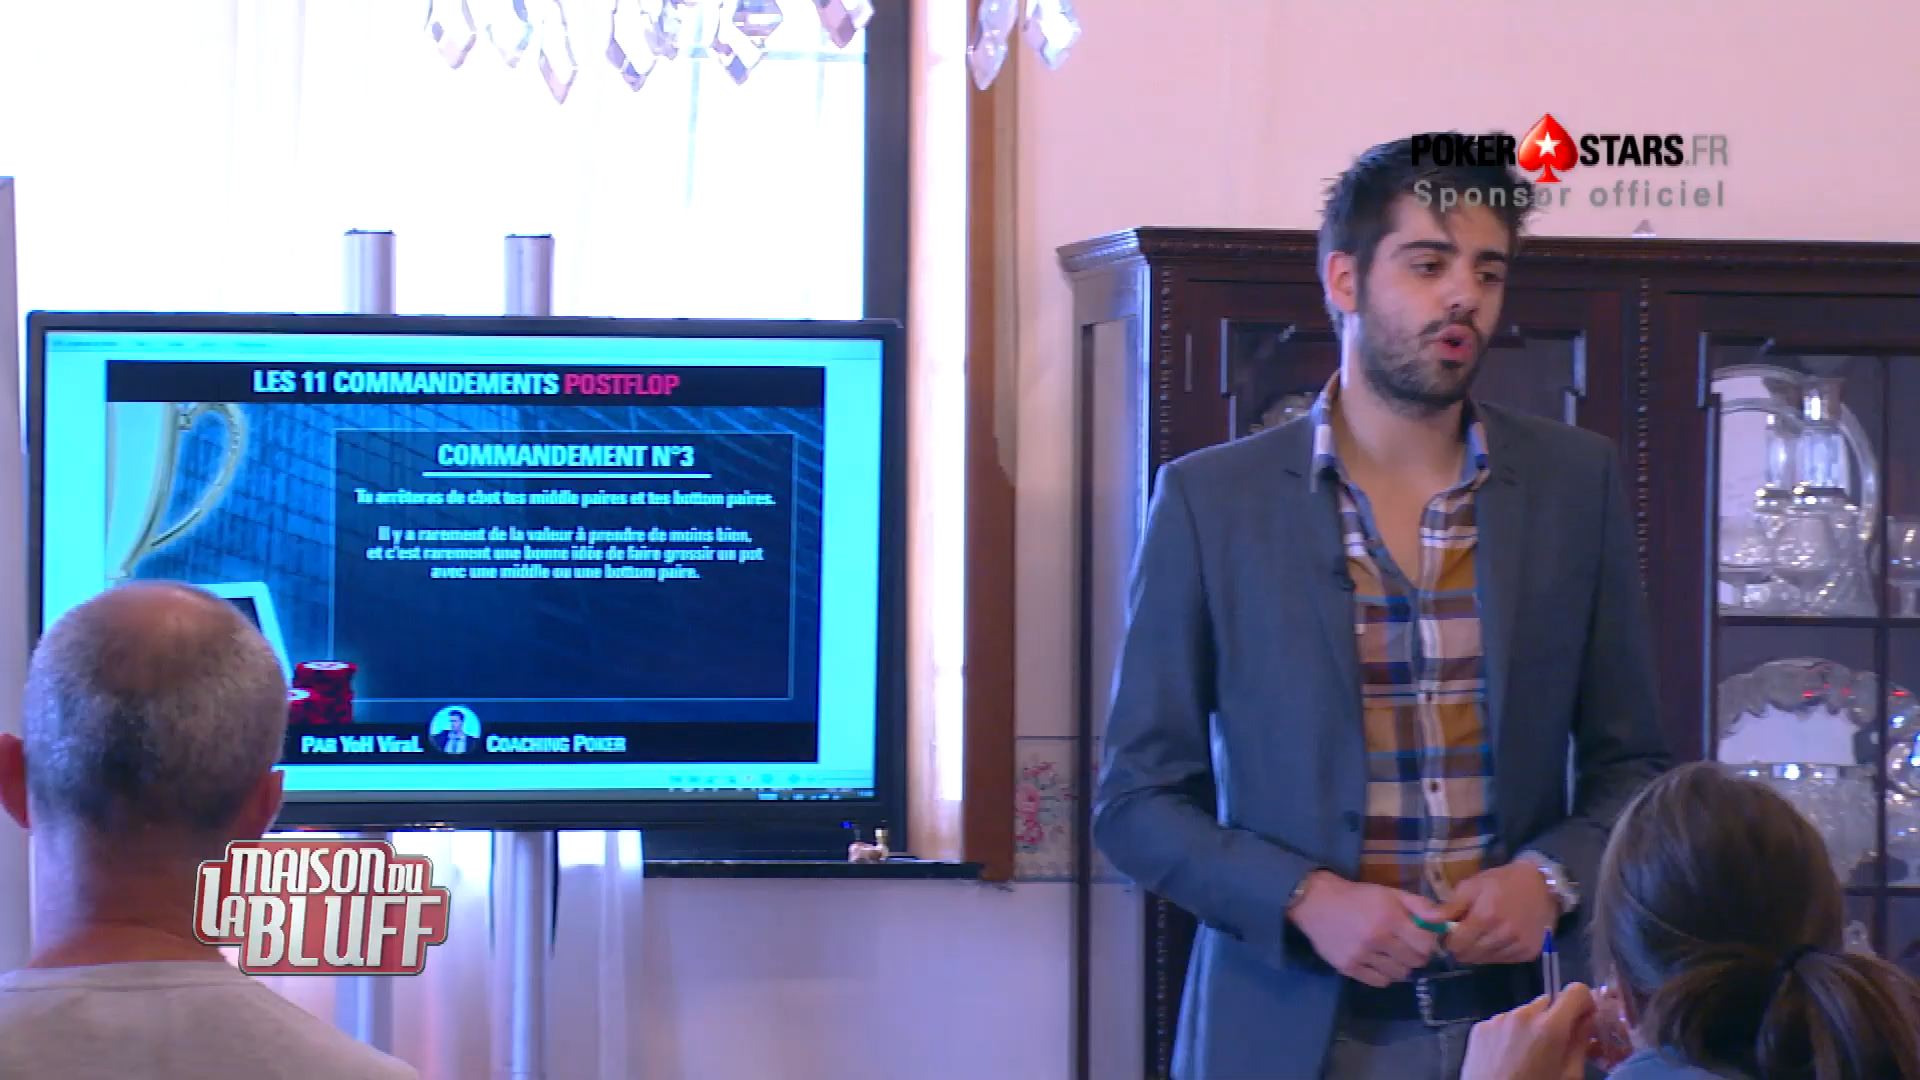 POKER STARS.FR
Sponsor officiel
LES 11 COMMANDEMENTS POSTFLOP
COMMANDEMENT N°3
Tu arrêteras de cbet tes middle paires et tes bottom paires.
Il y a rarement de la valeur à prendre de moins bien,
et c'est rarement une bonne idée de faire grossir un pot
avec une middle ou une bottom paire.
PAR YOH VIRAL COACHING POKER
LA MAISON DU
BLUFF